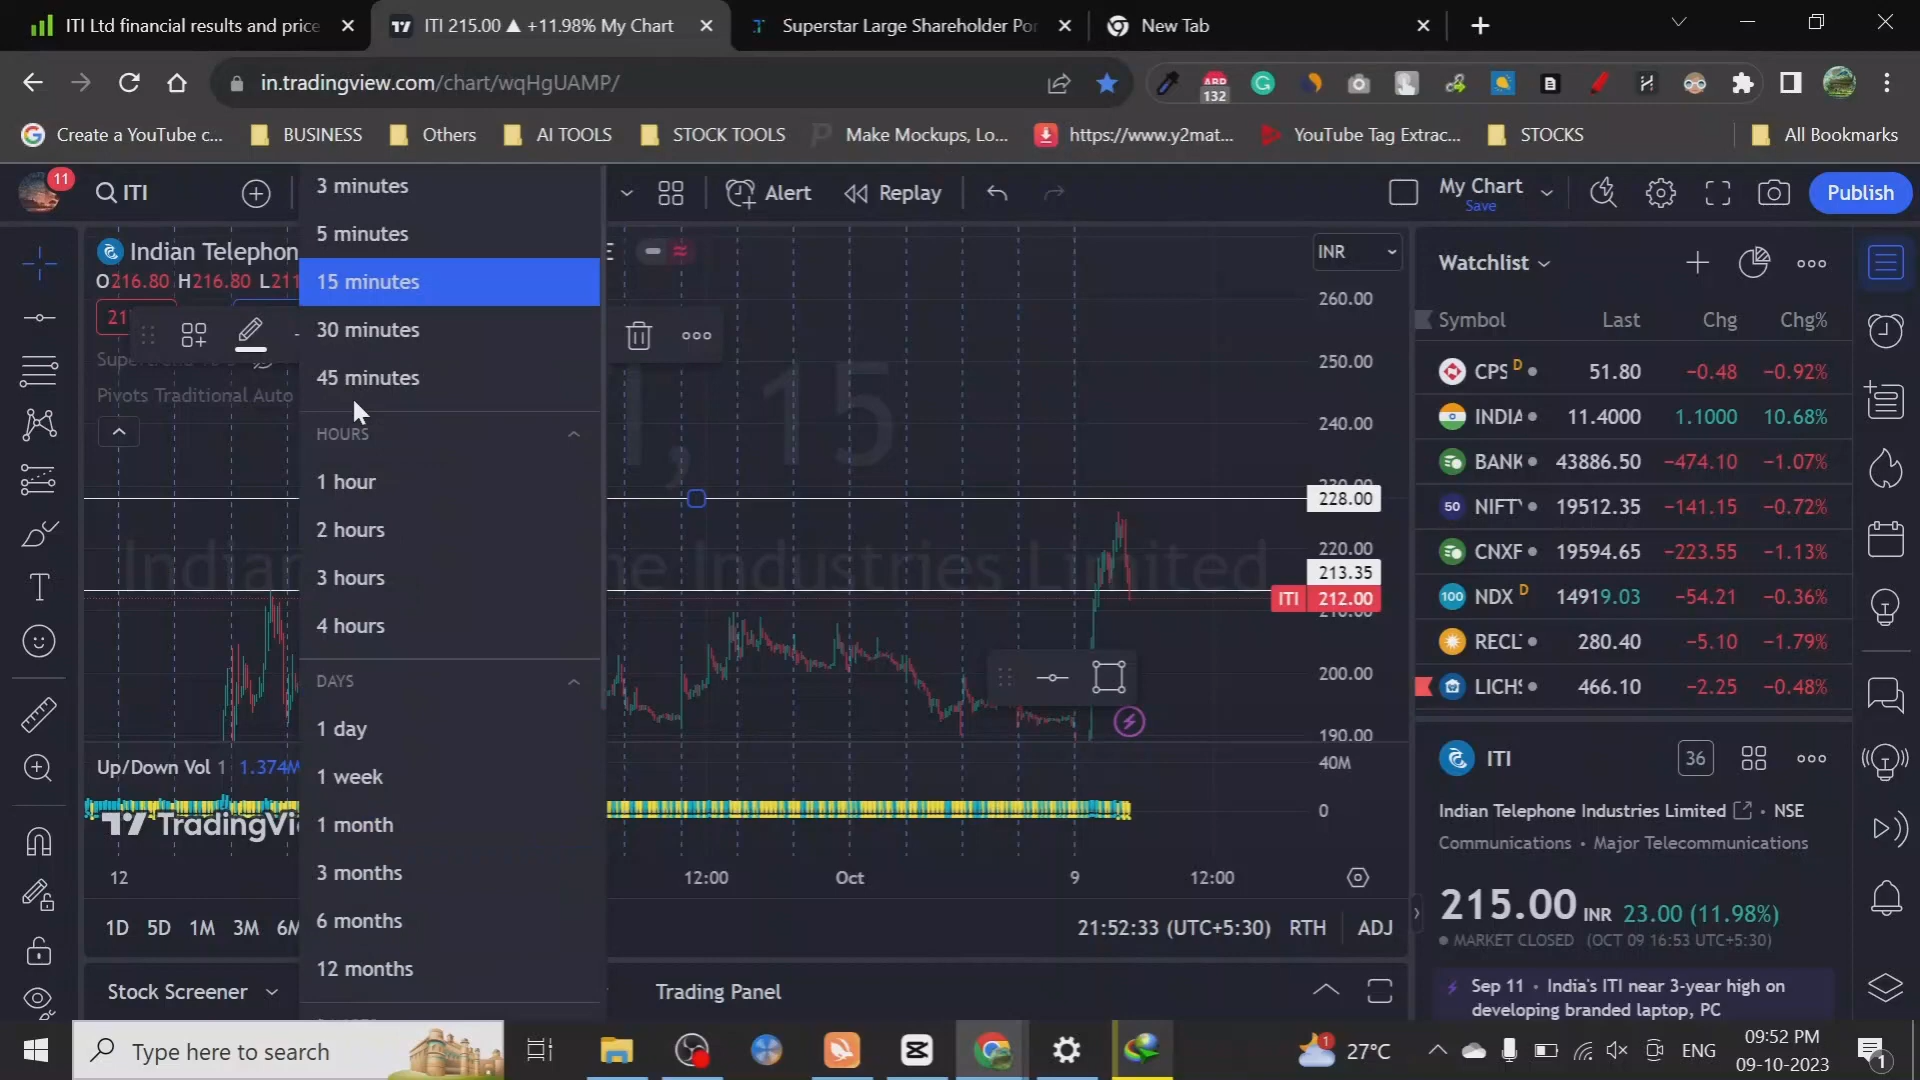 ITI Ltd financial results and price
ITI 215.00 ▲ +11.98% My Chart
Superstar Large Shareholder Por
New Tab
in.tradingview.com/chart/wqHgUAMP/
132
Create a YouTube c...
BUSINESS
Others
AI TOOLS
STOCK TOOLS
Make Mockups, Lo...
https://www.y2mat...
YouTube Tag Extrac...
STOCKS
All Bookmarks
11
ITI
Alert
Replay
My Chart
Save
Publish
3 minutes
5 minutes
15 minutes
30 minutes
45 minutes
HOURS
1 hour
2 hours
3 hours
4 hours
DAYS
1 day
1 week
1 month
3 months
6 months
12 months
Indian Telephon
O216.80 H216.80 L211
21
Pivots Traditional Auto
Up/Down Vol 1 1.374M
TradingVi
INR
260.00
250.00
240.00
228.00
220.00
213.35
ITI 212.00
200.00
190.00
40M
0
12
12:00
Oct
9
12:00
1D 5D 1M 3M 6M
21:52:33 (UTC+5:30) RTH ADJ
Stock Screener
Trading Panel
Watchlist
Symbol Last Chg Chg%
CPS D 51.80 −0.48 −0.92%
INDIA 11.4000 1.1000 10.68%
BANK 43886.50 −474.10 −1.07%
50 NIFTY 19512.35 −141.15 −0.72%
CNXF 19594.65 −223.55 −1.13%
100 NDX D 14919.03 −54.21 −0.36%
RECL 280.40 −5.10 −1.79%
LICHS 466.10 −2.25 −0.48%
ITI
36
Indian Telephone Industries Limited • NSE
Communications • Major Telecommunications
215.00 INR 23.00 (11.98%)
MARKET CLOSED (OCT 09 16:53 UTC+5:30)
Sep 11 • India's ITI near 3-year high on
developing branded laptop, PC
Type here to search
27°C
ENG
09:52 PM
09-10-2023
1